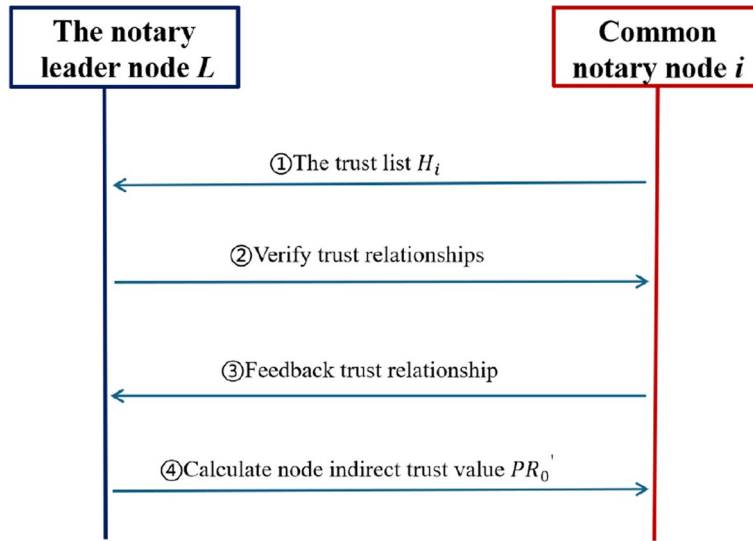 The notary
leader node L
Common
notary node i
①The trust list Hᵢ
②Verify trust relationships
③Feedback trust relationship
④Calculate node indirect trust value PR₀'